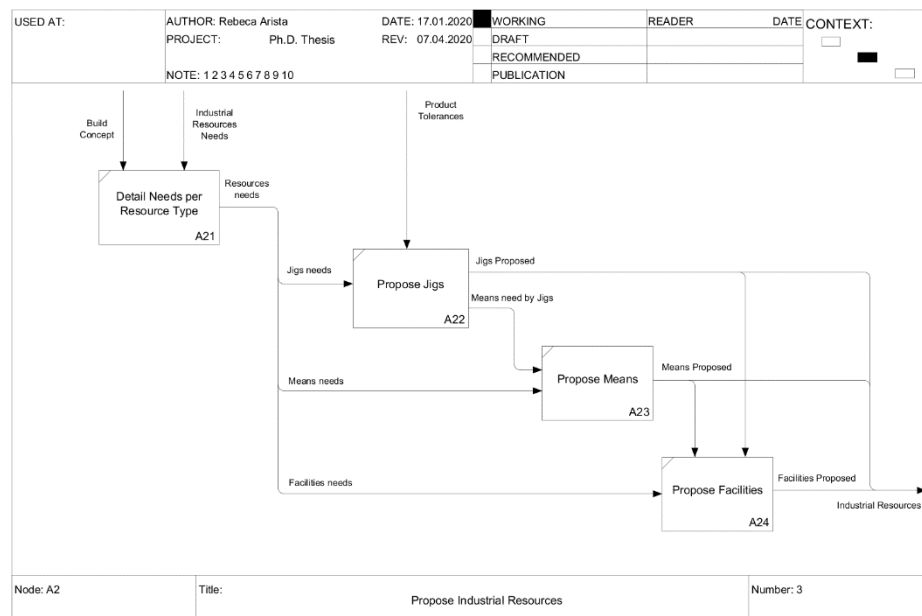 USED AT:
AUTHOR: Rebeca Arista
DATE: 17.01.2020
WORKING
READER
DATE
CONTEXT:
PROJECT: Ph.D. Thesis
REV: 07.04.2020
DRAFT
RECOMMENDED
NOTE: 1 2 3 4 5 6 7 8 9 10
PUBLICATION
Build
Concept
Industrial
Resources
Needs
Product
Tolerances
Detail Needs per
Resource Type
A21
Resources
needs
Jigs needs
Propose Jigs
A22
Jigs Proposed
Means need by Jigs
Means needs
Propose Means
A23
Means Proposed
Facilities needs
Propose Facilities
A24
Facilities Proposed
Industrial Resources
Node: A2
Title:
Propose Industrial Resources
Number: 3